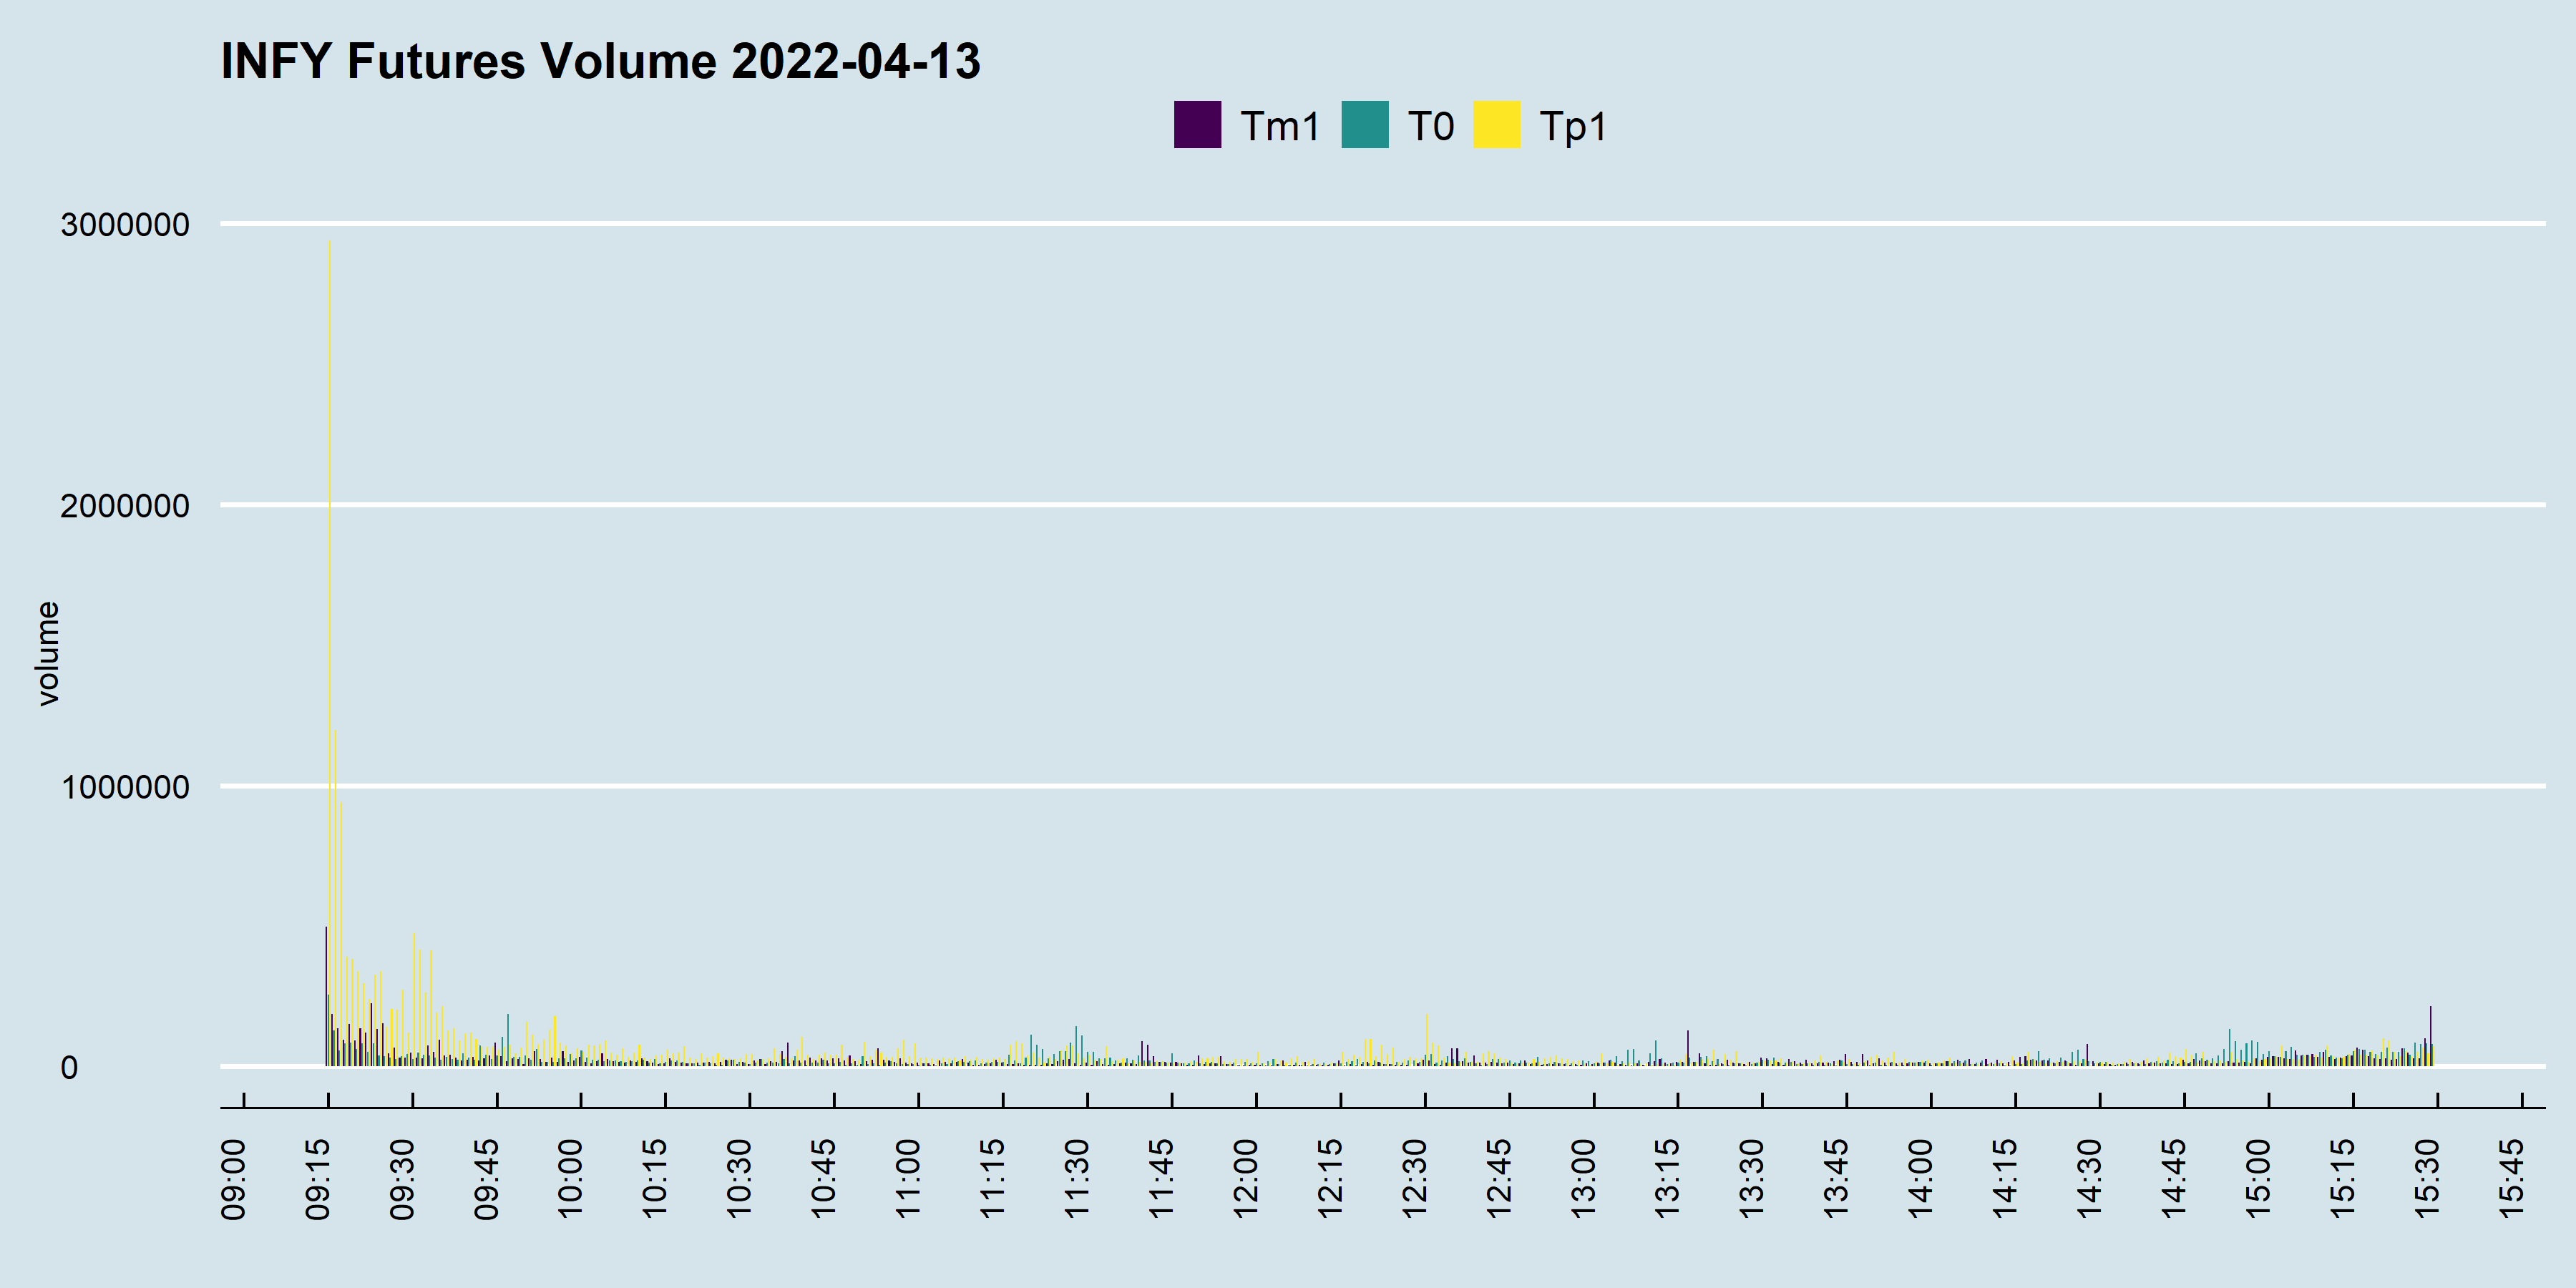 INFY Futures Volume 2022-04-13
Tm1 T0 Tp1
3000000
2000000
1000000
0
volume
09:00 09:15 09:30 09:45 10:00 10:15 10:30 10:45 11:00 11:15 11:30 11:45 12:00 12:15 12:30 12:45 13:00 13:15 13:30 13:45 14:00 14:15 14:30 14:45 15:00 15:15 15:30 15:45